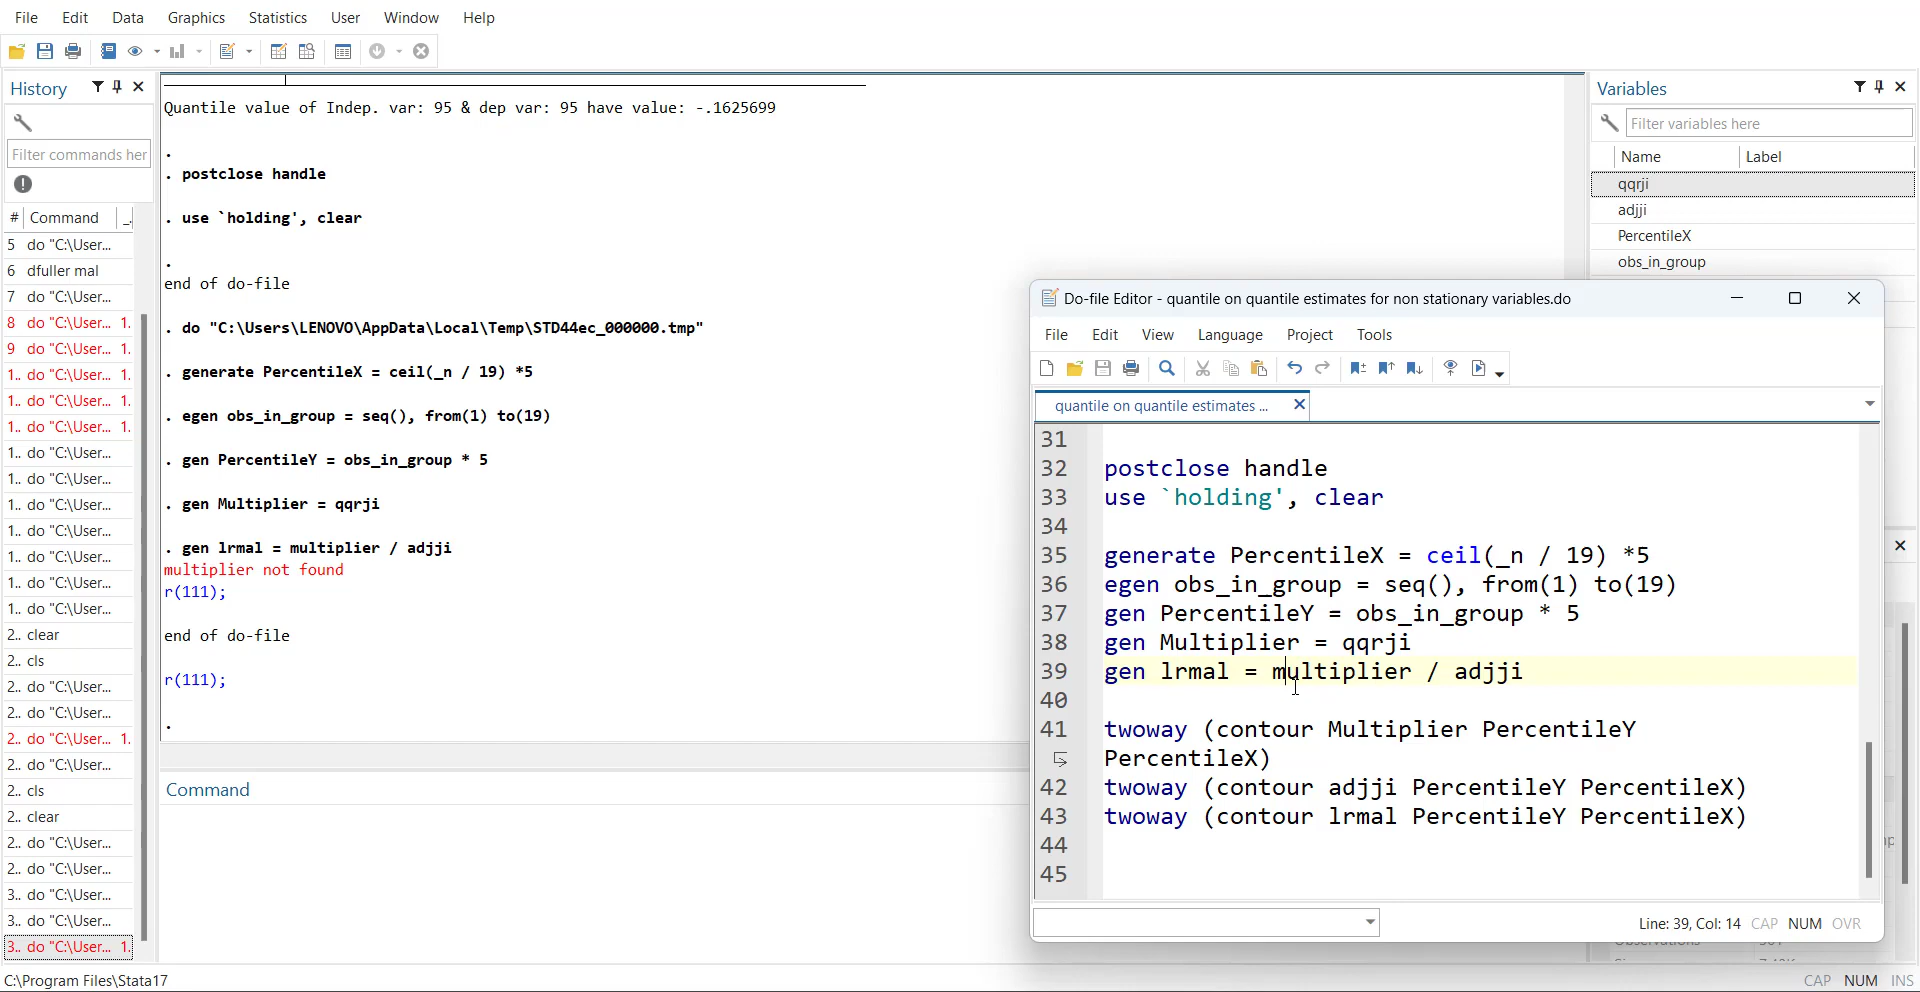 File Edit Data Graphics Statistics User Window Help
History
Filter commands her
# Command
5 do "C:\User...
6 dfuller mal
7 do "C:\User...
8 do "C:\User... 1.
9 do "C:\User... 1.
1.. do "C:\User... 1.
1.. do "C:\User... 1.
1.. do "C:\User... 1.
1.. do "C:\User...
1.. do "C:\User...
1.. do "C:\User...
1.. do "C:\User...
1.. do "C:\User...
1.. do "C:\User...
1.. do "C:\User...
2.. clear
2.. cls
2.. do "C:\User...
2.. do "C:\User...
2.. do "C:\User... 1.
2.. do "C:\User...
2.. cls
2.. clear
2.. do "C:\User...
2.. do "C:\User...
3.. do "C:\User...
3.. do "C:\User...
3.. do "C:\User... 1.
Quantile value of Indep. var: 95 & dep var: 95 have value: -.1625699
.
. postclose handle
. use `holding', clear
.
end of do-file
. do "C:\Users\LENOVO\AppData\Local\Temp\STD44ec_000000.tmp"
. generate PercentileX = ceil(_n / 19) *5
. egen obs_in_group = seq(), from(1) to(19)
. gen PercentileY = obs_in_group * 5
. gen Multiplier = qqrji
. gen lrmal = multiplier / adjji
multiplier not found
r(111);
end of do-file
r(111);
.
Command
Variables
Filter variables here
Name Label
qqrji
adjji
PercentileX
obs_in_group
Do-file Editor - quantile on quantile estimates for non stationary variables.do
File Edit View Language Project Tools
quantile on quantile estimates ...
31
32 postclose handle
33 use `holding', clear
34
35 generate PercentileX = ceil(_n / 19) *5
36 egen obs_in_group = seq(), from(1) to(19)
37 gen PercentileY = obs_in_group * 5
38 gen Multiplier = qqrji
39 gen lrmal = multiplier / adjji
40
41 twoway (contour Multiplier PercentileY
PercentileX)
42 twoway (contour adjji PercentileY PercentileX)
43 twoway (contour lrmal PercentileY PercentileX)
44
45
Line: 39, Col: 14 CAP NUM OVR
C:\Program Files\Stata17
CAP NUM INS